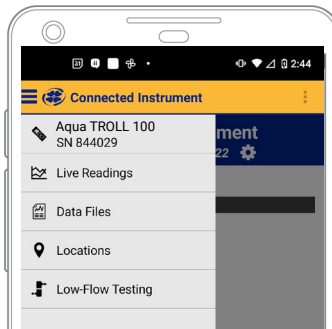 31 2:44
Connected Instrument
Aqua TROLL 100
SN 844029
ment
22
Live Readings
Data Files
Locations
Low-Flow Testing